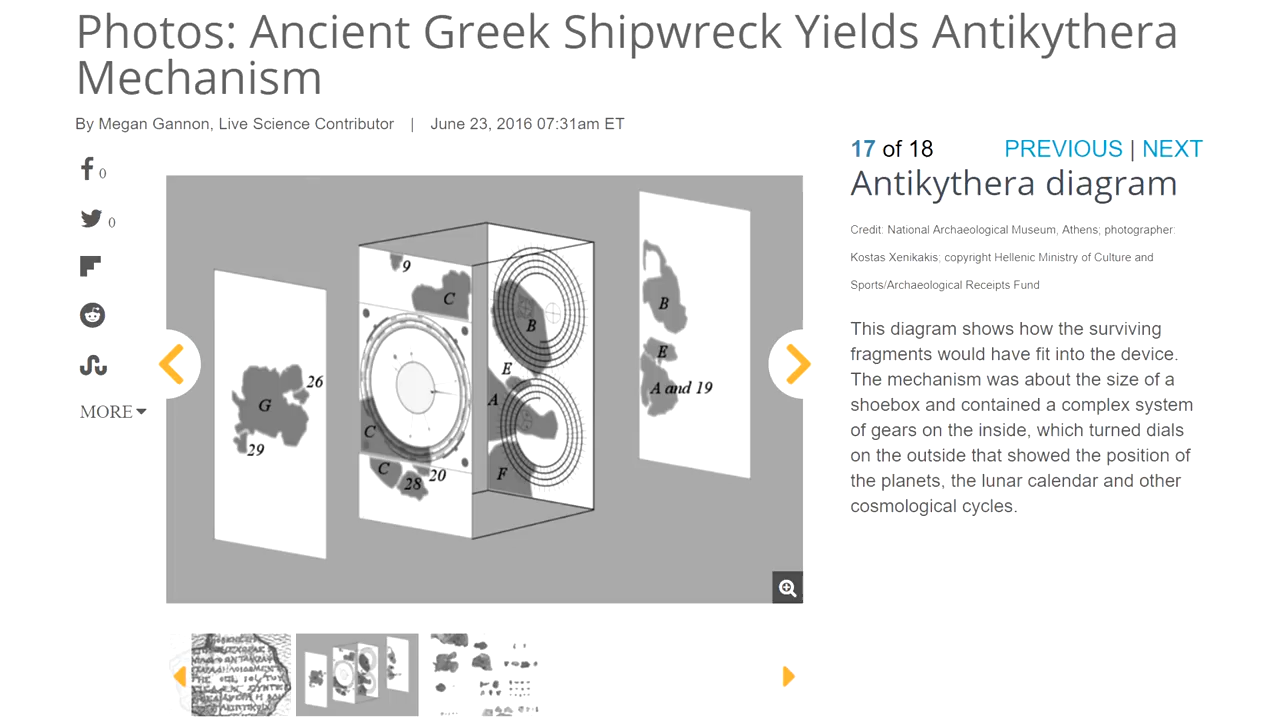 Photos: Ancient Greek Shipwreck Yields Antikythera
Mechanism
By Megan Gannon, Live Science Contributor | June 23, 2016 07:31am ET
0
0
MORE
17 of 18 PREVIOUS | NEXT
Antikythera diagram
Credit: National Archaeological Museum, Athens; photographer:
Kostas Xenikakis; copyright Hellenic Ministry of Culture and
Sports/Archaeological Receipts Fund
This diagram shows how the surviving
fragments would have fit into the device.
The mechanism was about the size of a
shoebox and contained a complex system
of gears on the inside, which turned dials
on the outside that showed the position of
the planets, the lunar calendar and other
cosmological cycles.
26
G
29
9
C
C
C
28
20
B
E
A
F
B
E
A and 19